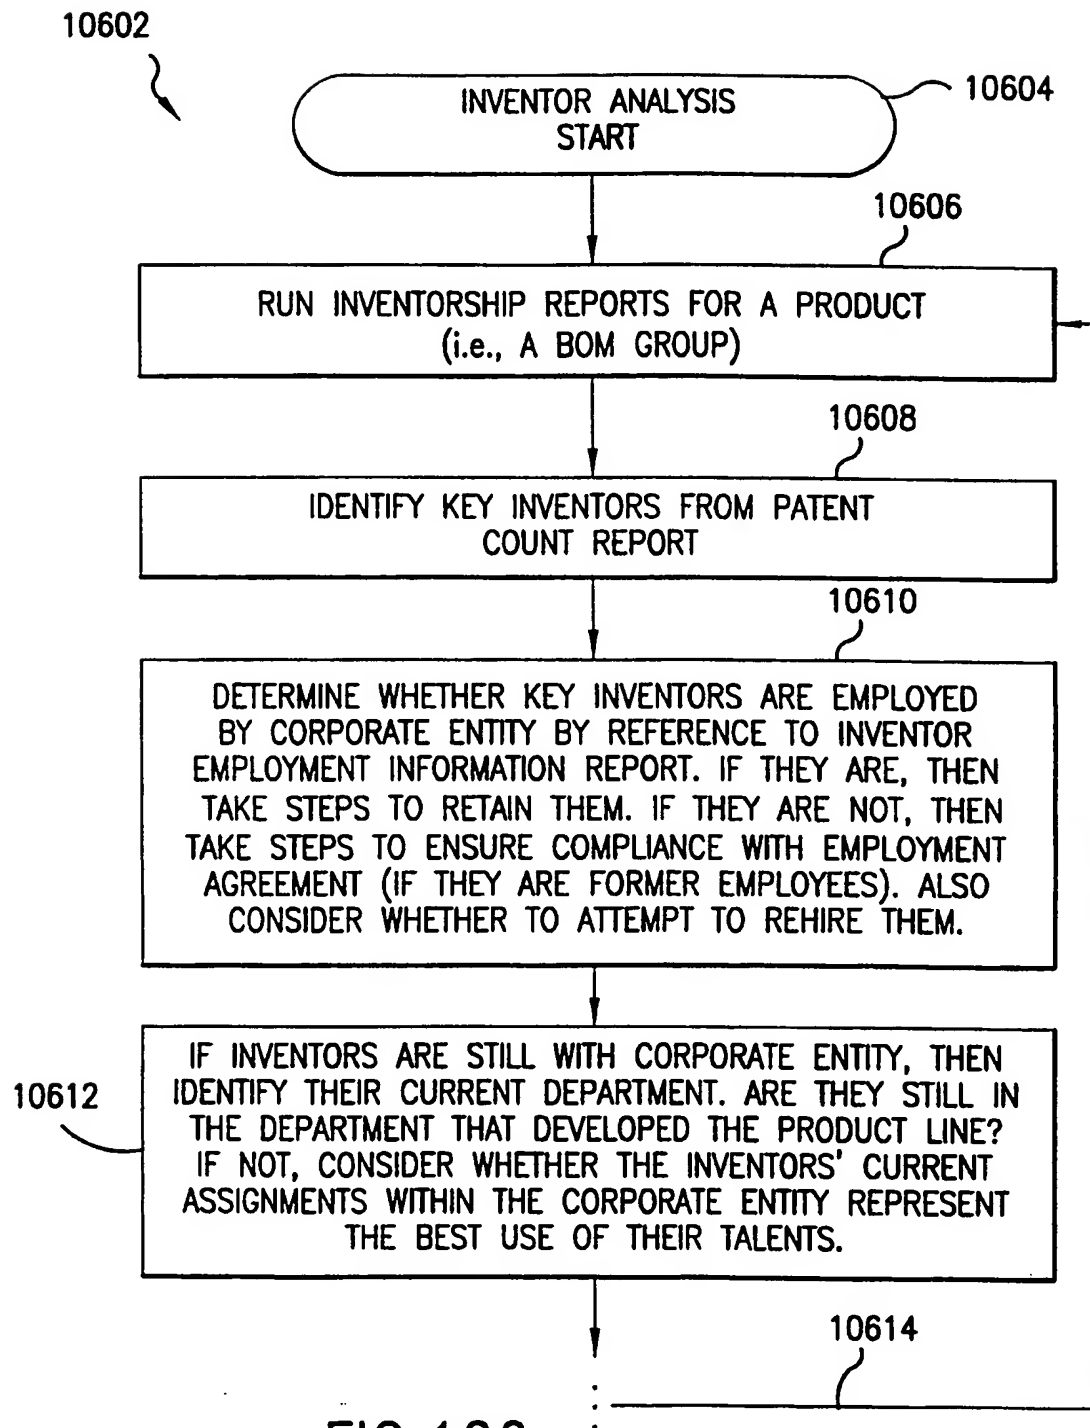 10602
INVENTOR ANALYSIS
START
10604
10606
RUN INVENTORSHIP REPORTS FOR A PRODUCT
(i.e., A BOM GROUP)
10608
IDENTIFY KEY INVENTORS FROM PATENT
COUNT REPORT
10610
DETERMINE WHETHER KEY INVENTORS ARE EMPLOYED
BY CORPORATE ENTITY BY REFERENCE TO INVENTOR
EMPLOYMENT INFORMATION REPORT. IF THEY ARE, THEN
TAKE STEPS TO RETAIN THEM. IF THEY ARE NOT, THEN
TAKE STEPS TO ENSURE COMPLIANCE WITH EMPLOYMENT
AGREEMENT (IF THEY ARE FORMER EMPLOYEES). ALSO
CONSIDER WHETHER TO ATTEMPT TO REHIRE THEM.
10612
IF INVENTORS ARE STILL WITH CORPORATE ENTITY, THEN
IDENTIFY THEIR CURRENT DEPARTMENT. ARE THEY STILL IN
THE DEPARTMENT THAT DEVELOPED THE PRODUCT LINE?
IF NOT, CONSIDER WHETHER THE INVENTORS' CURRENT
ASSIGNMENTS WITHIN THE CORPORATE ENTITY REPRESENT
THE BEST USE OF THEIR TALENTS.
10614